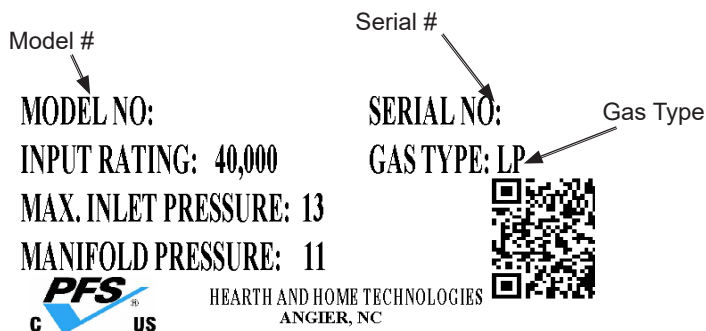 Model #
Serial #
MODEL NO:
SERIAL NO:
Gas Type
INPUT RATING: 40,000
GAS TYPE: LP
MAX. INLET PRESSURE: 13
MANIFOLD PRESSURE: 11
PFS ®
C US
HEARTH AND HOME TECHNOLOGIES
ANGIER, NC